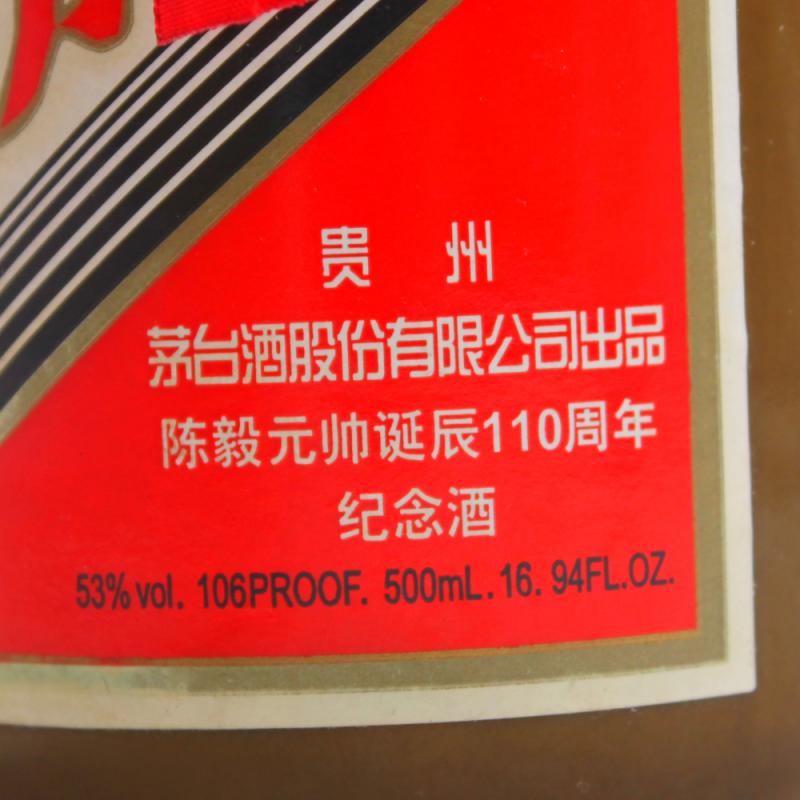 贵 州
茅台酒股份有限公司出品
陈毅元帅诞辰110周年
纪念酒
53% vol. 106PROOF. 500mL. 16. 94FL.OZ.